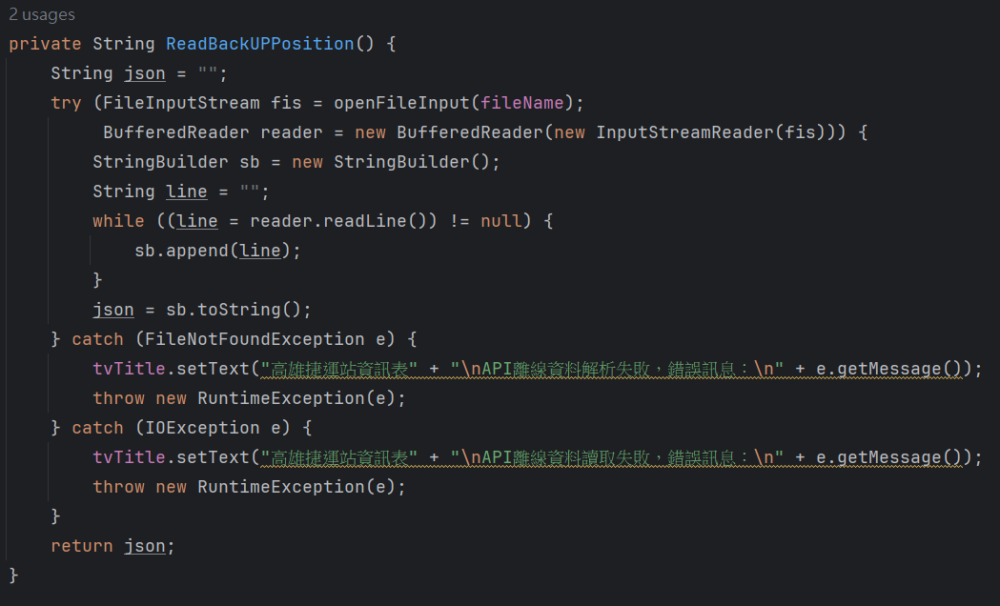 2 usages
private String ReadBackUPPosition() {
    String json = "";
    try (FileInputStream fis = openFileInput(fileName);
         BufferedReader reader = new BufferedReader(new InputStreamReader(fis))) {
        StringBuilder sb = new StringBuilder();
        String line = "";
        while ((line = reader.readLine()) != null) {
            sb.append(line);
        }
        json = sb.toString();
    } catch (FileNotFoundException e) {
        tvTitle.setText("高雄捷運站資訊表" + "\nAPI離線資料解析失敗，錯誤訊息：\n" + e.getMessage());
        throw new RuntimeException(e);
    } catch (IOException e) {
        tvTitle.setText("高雄捷運站資訊表" + "\nAPI離線資料讀取失敗，錯誤訊息：\n" + e.getMessage());
        throw new RuntimeException(e);
    }
    return json;
}